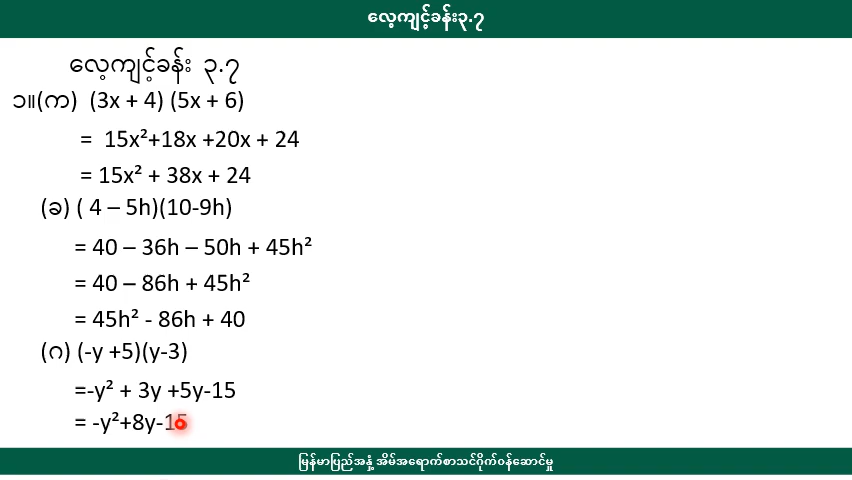 လေ့ကျင့်ခန်း၃.၇
လေ့ကျင့်ခန်း ၃.၇
၁။(က) (3x + 4) (5x + 6)
= 15x²+18x +20x + 24
= 15x² + 38x + 24
(ခ) ( 4 – 5h)(10-9h)
= 40 – 36h – 50h + 45h²
= 40 – 86h + 45h²
= 45h² - 86h + 40
(ဂ) (-y +5)(y-3)
=-y² + 3y +5y-15
= -y²+8y-15
မြန်မာပြည်အနှံ့ အိမ်အရောက်စာသင်ဂိုက်ဝန်ဆောင်မှု